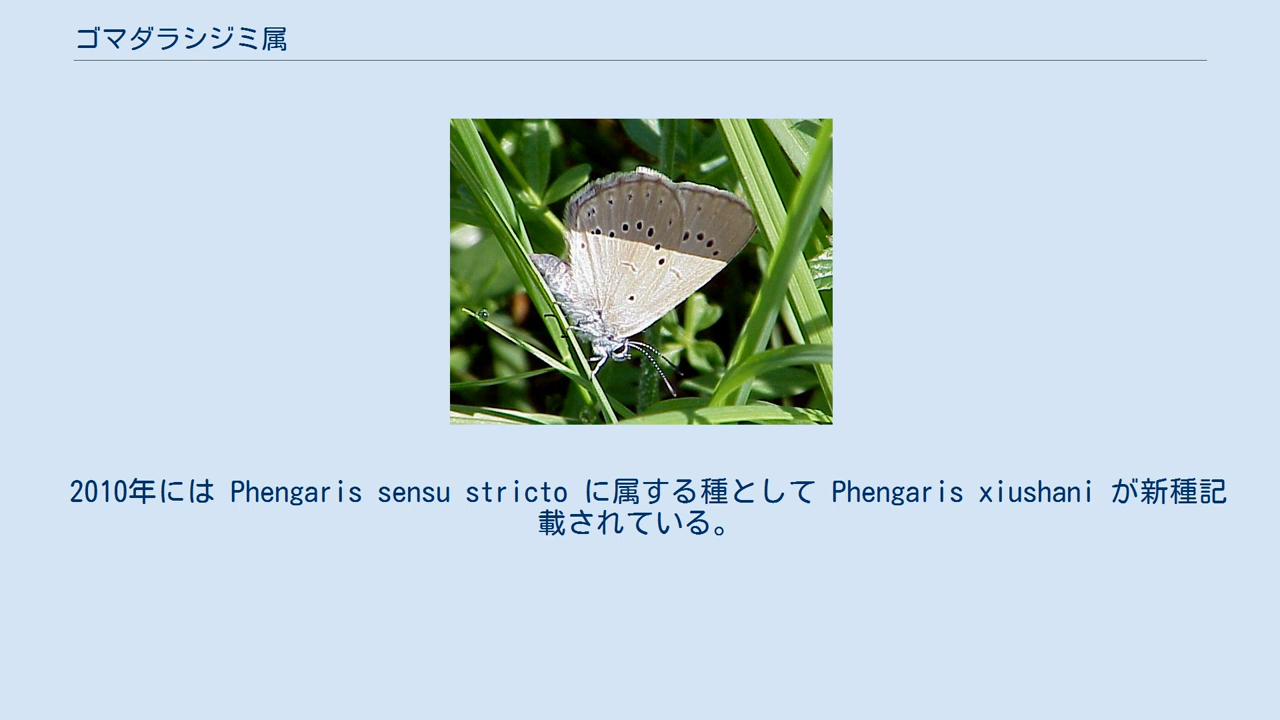 ゴマダラシジミ属
2010年には Phengaris sensu stricto に属する種として Phengaris xiushani が新種記
載されている。